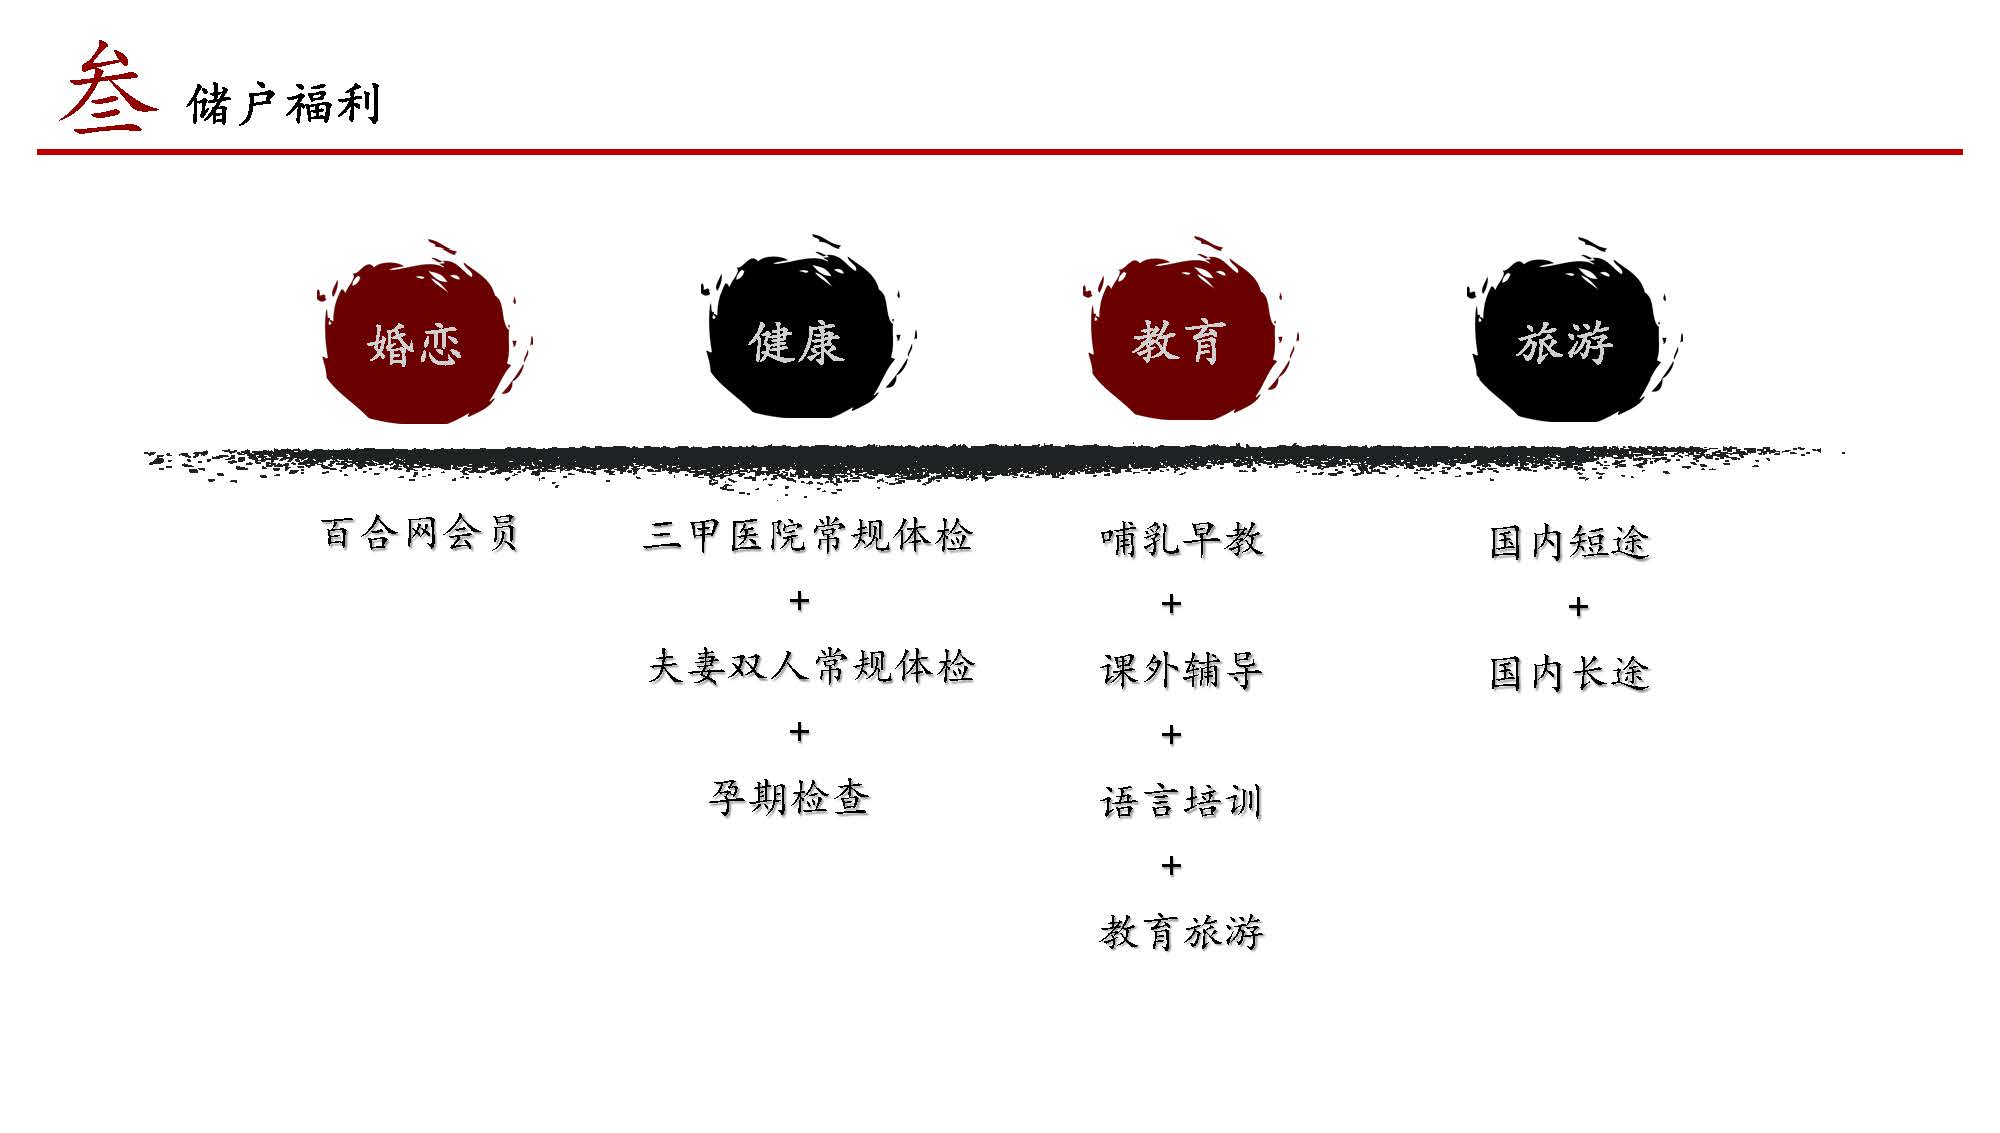 叁 储户福利
婚恋
健康
教育
旅游
百合网会员
三甲医院常规体检
+
夫妻双人常规体检
+
孕期检查
哺乳早教
+
课外辅导
+
语言培训
+
教育旅游
国内短途
+
国内长途